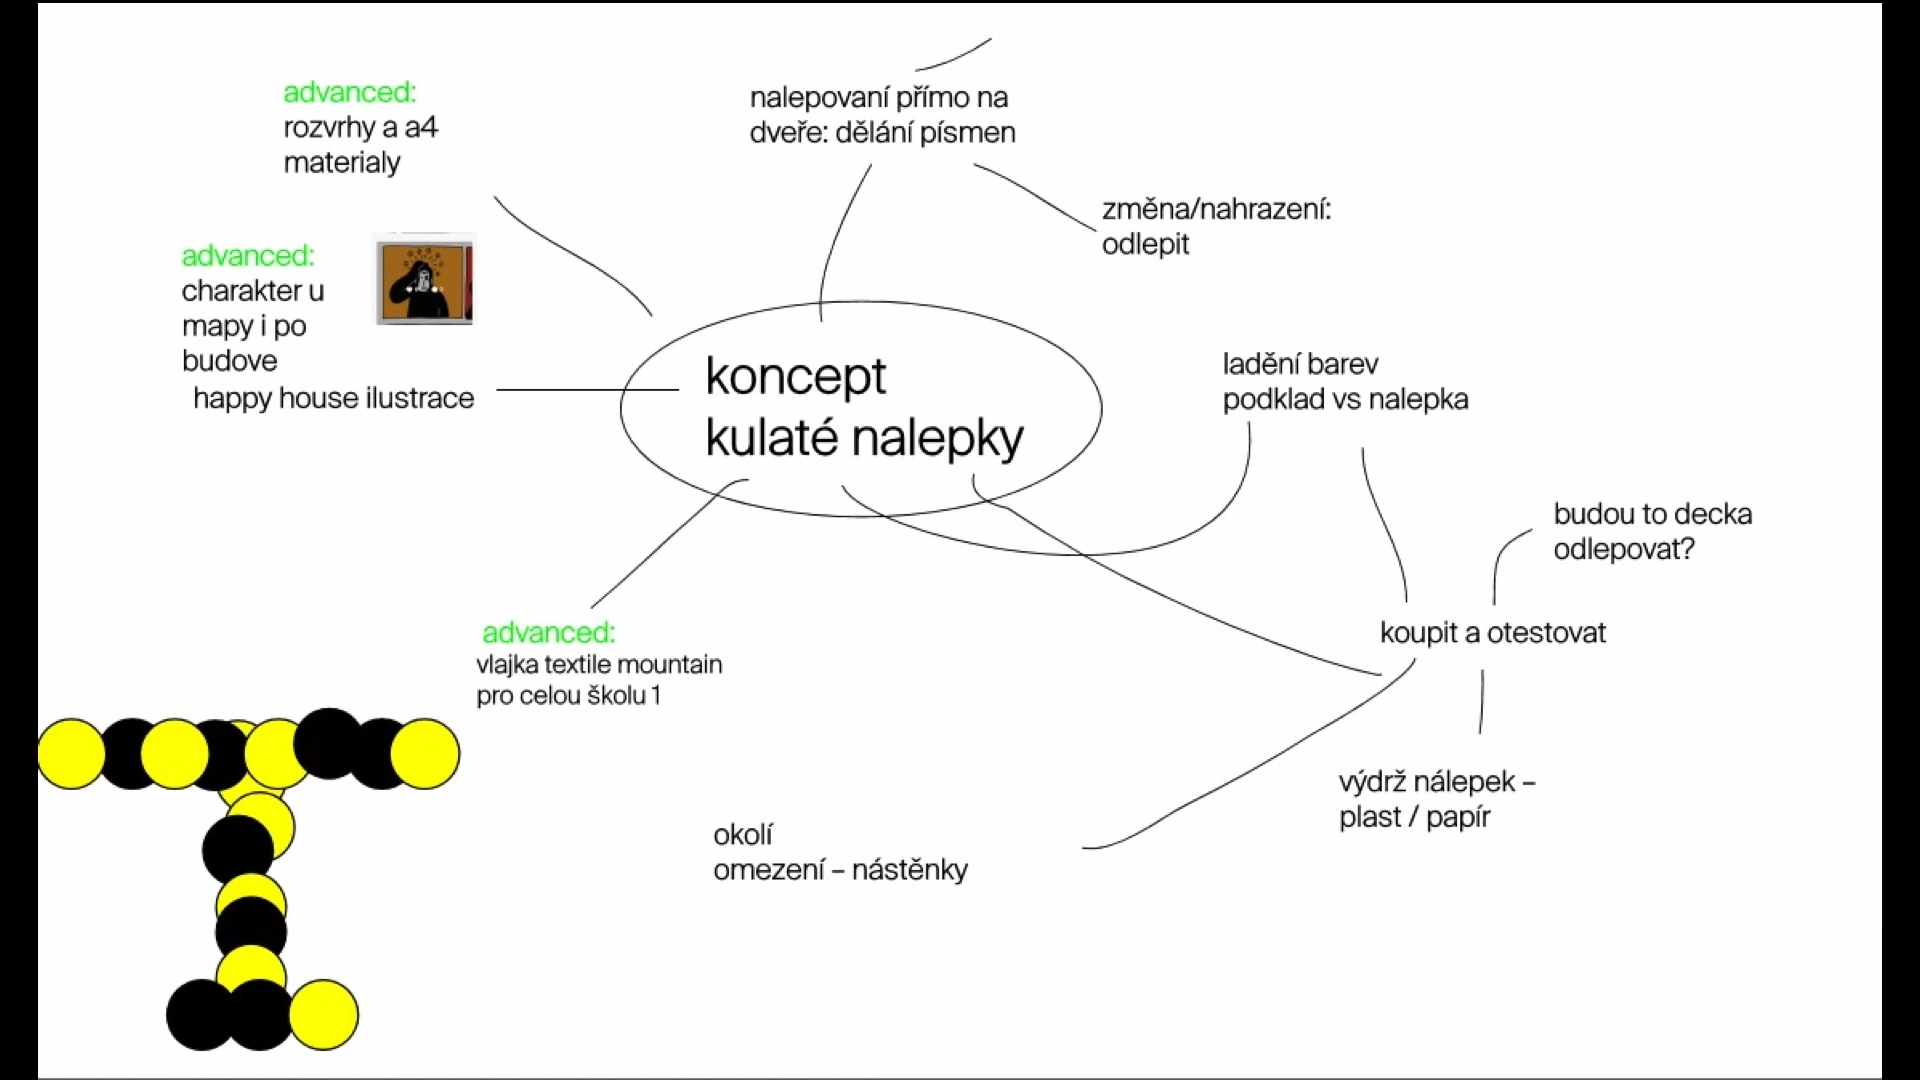 advanced:
rozvrhy a a4
materialy
nalepovaní přímo na
dveře: dělání písmen
změna/nahrazení:
odlepit
advanced:
charakter u
mapy i po
budove
happy house ilustrace
koncept
kulaté nalepky
ladění barev
podklad vs nalepka
budou to decka
odlepovat?
koupit a otestovat
advanced:
vlajka textile mountain
pro celou školu 1
výdrž nálepek –
plast / papír
okolí
omezení – nástěnky